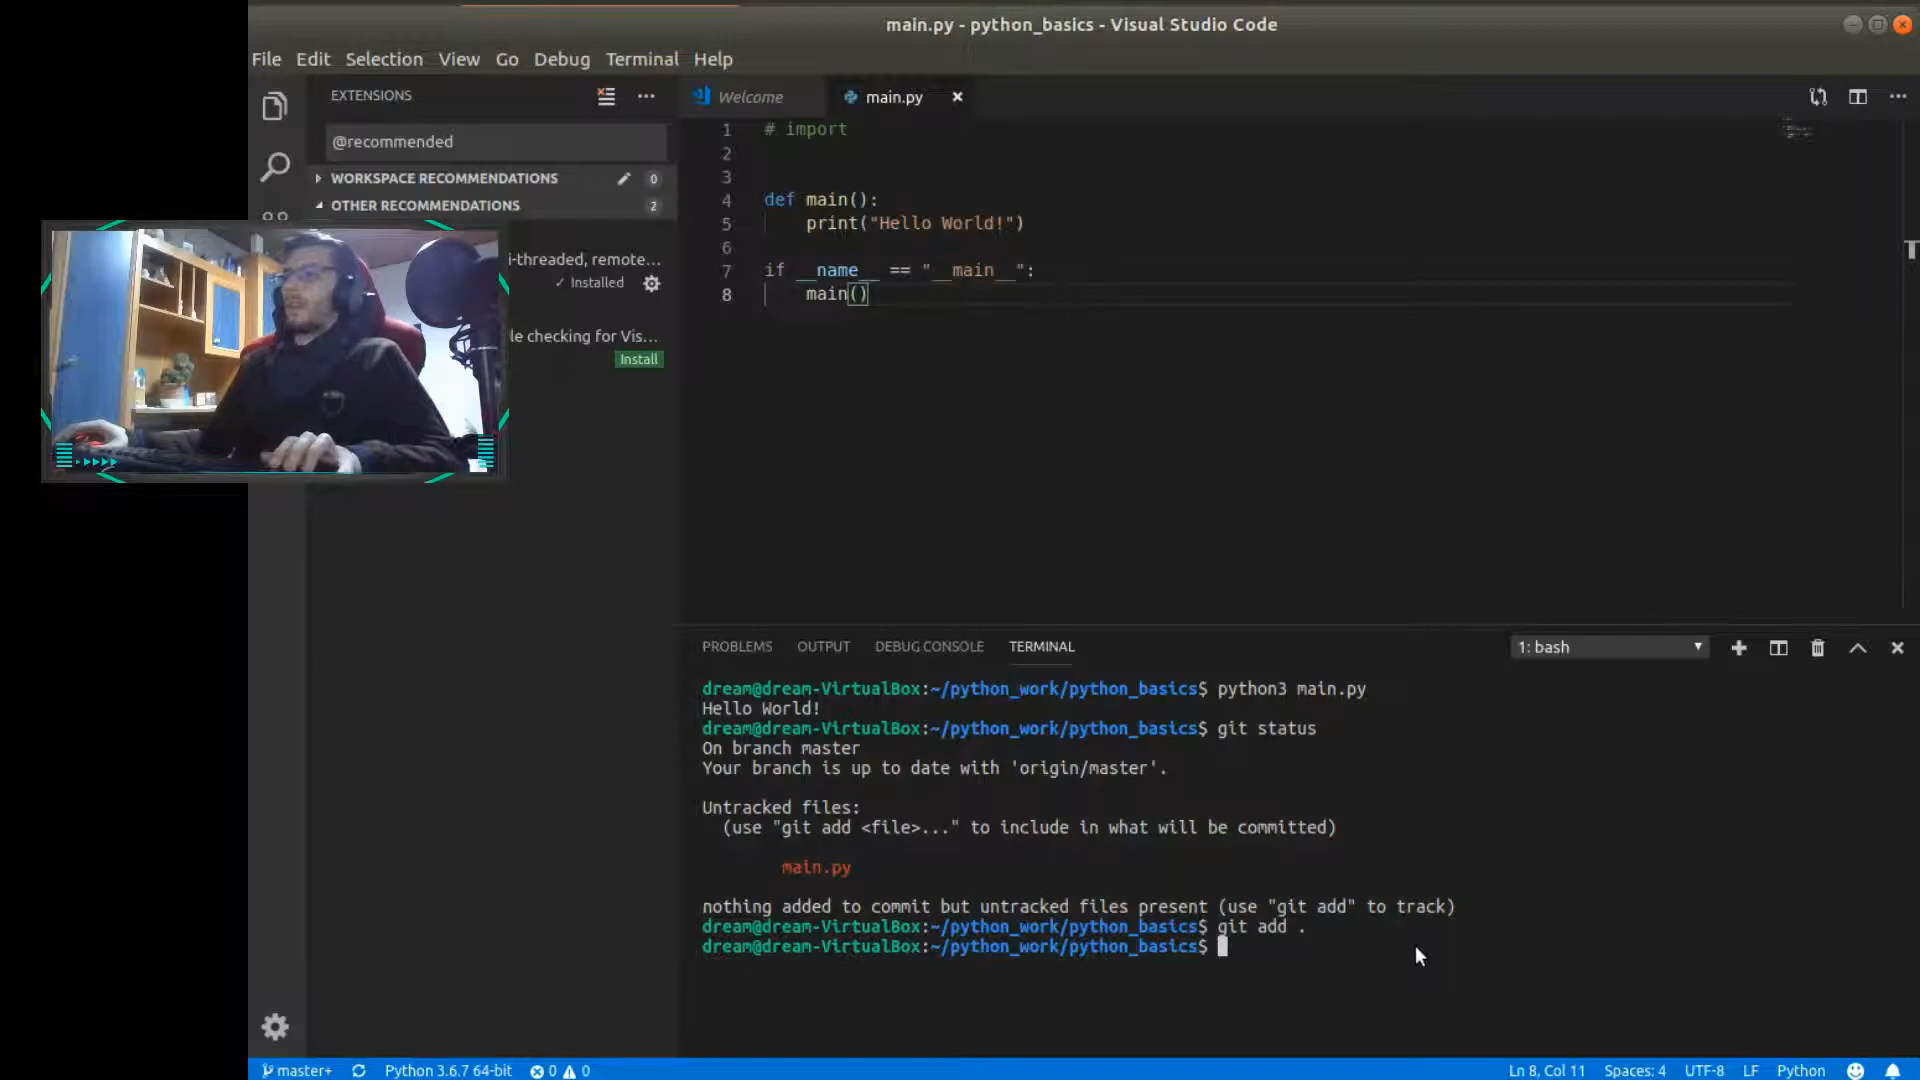 main.py - python_basics - Visual Studio Code
File Edit Selection View Go Debug Terminal Help
EXTENSIONS
@recommended
WORKSPACE RECOMMENDATIONS 0
OTHER RECOMMENDATIONS 2
i-threaded, remote...
✓ Installed
le checking for Vis...
Install
Welcome main.py
1 # import
2
3
4 def main():
5 print("Hello World!")
6
7 if __name__ == "__main__":
8 main()
PROBLEMS OUTPUT DEBUG CONSOLE TERMINAL 1: bash
dream@dream-VirtualBox:~/python_work/python_basics$ python3 main.py
Hello World!
dream@dream-VirtualBox:~/python_work/python_basics$ git status
On branch master
Your branch is up to date with 'origin/master'.
Untracked files:
(use "git add <file>..." to include in what will be committed)
main.py
nothing added to commit but untracked files present (use "git add" to track)
dream@dream-VirtualBox:~/python_work/python_basics$ git add .
dream@dream-VirtualBox:~/python_work/python_basics$
master+ Python 3.6.7 64-bit 0 0 Ln 8, Col 11 Spaces: 4 UTF-8 LF Python